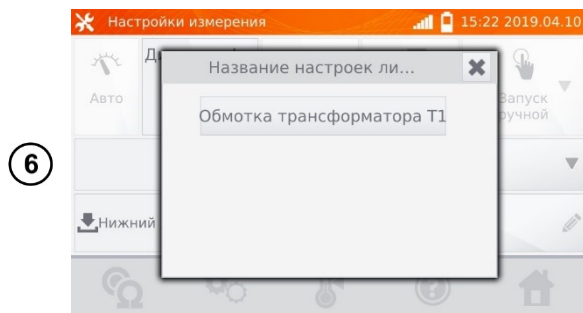 Настройки измерения 15:22 2019.04.10
Название настроек ли...
Авто
Запуск
ручной
Обмотка трансформатора Т1
6
Нижний